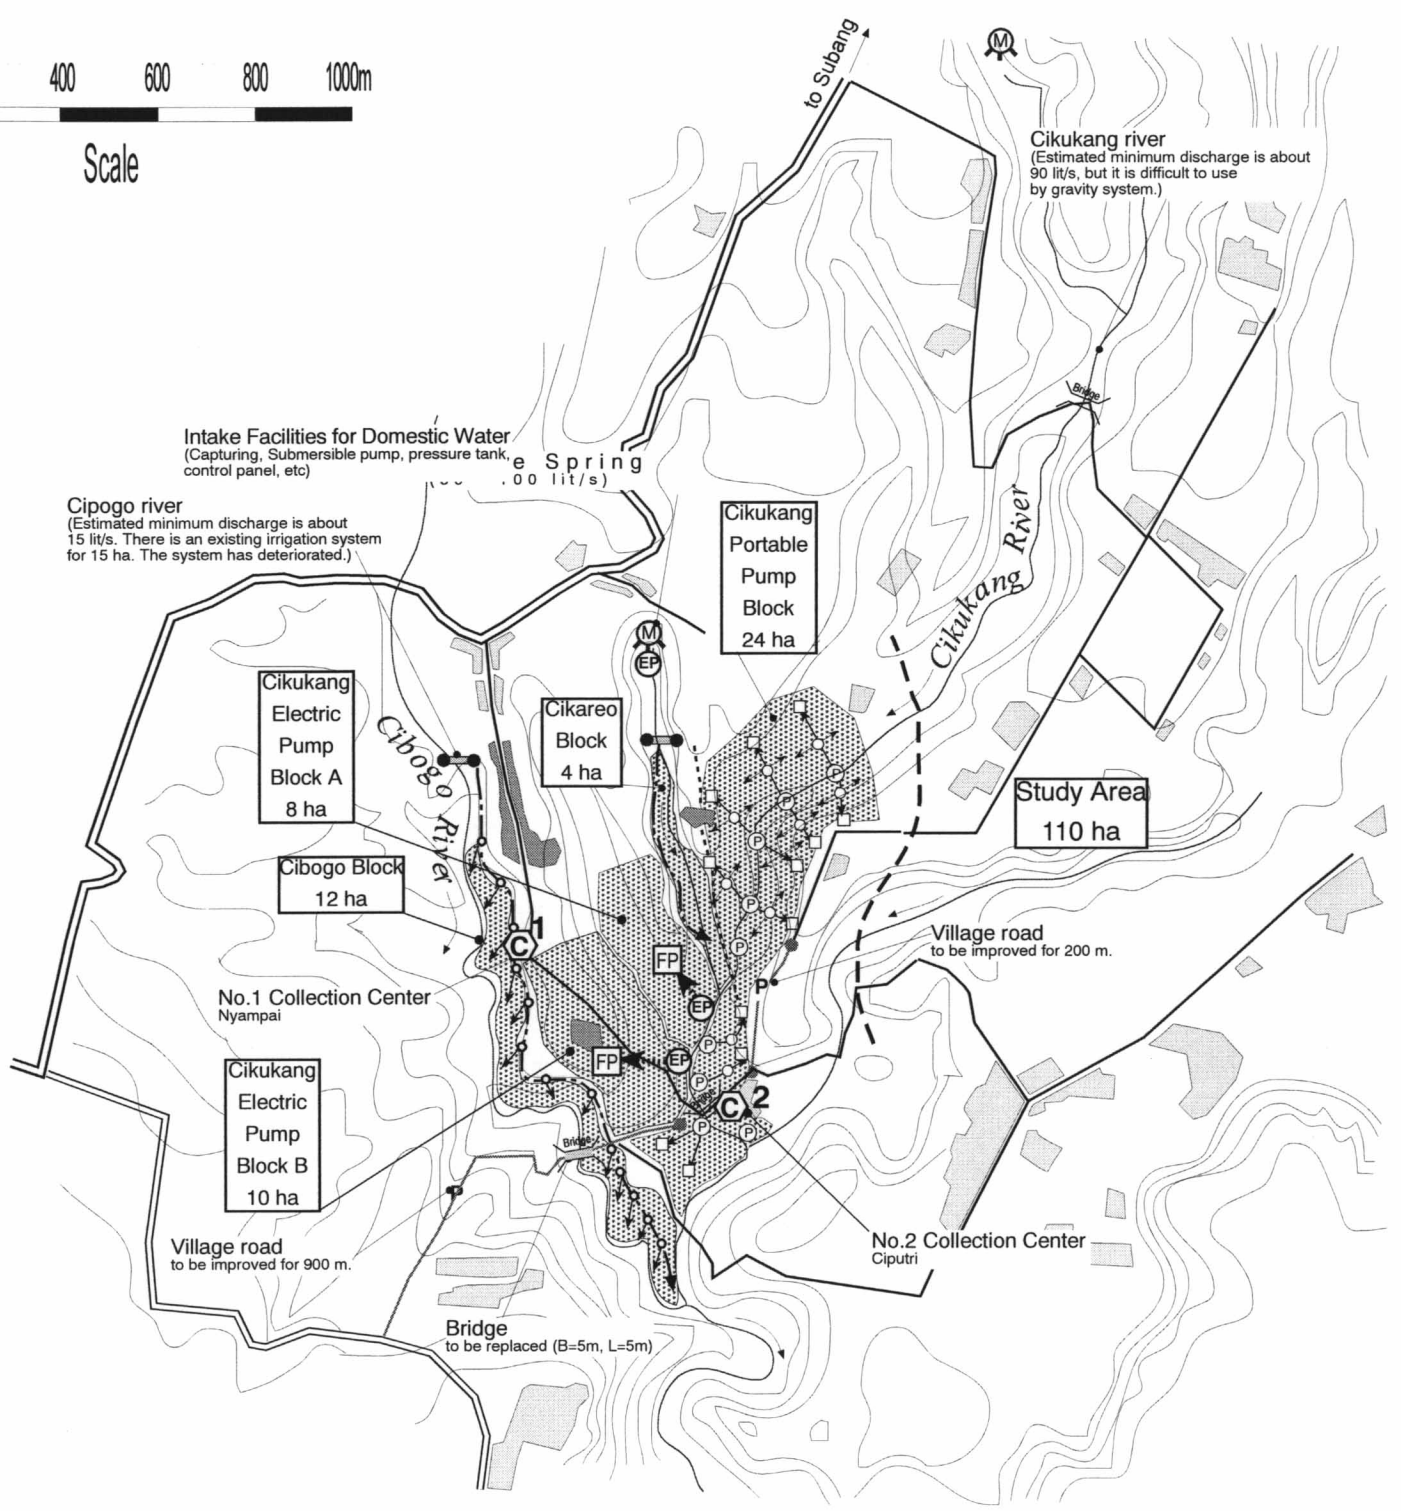 to Subang
M
400 600 800 1000m
Scale
Cikukang river
(Estimated minimum discharge is about
90 lit/s, but it is difficult to use
by gravity system.)
Bridge
Intake Facilities for Domestic Water
(Capturing, Submersible pump, pressure tank,
control panel, etc)
e Spring
00 lit/s)
Cipogo river
(Estimated minimum discharge is about
15 lit/s. There is an existing irrigation system
for 15 ha. The system has deteriorated.)
Cikukang
Portable
Pump
Block
24 ha
Cikukang River
M
EP
Cikukang
Electric
Pump
Block A
8 ha
Cibogo River
Cikareo
Block
4 ha
Study Area
110 ha
P
P
P
Cibogo Block
12 ha
P
C 1
P
FP
Village road
to be improved for 200 m.
P
No.1 Collection Center
Nyampai
EP
P
FP
EP
Cikukang
Electric
Pump
Block B
10 ha
P
Bridge
C 2
P
P
Bridge
P
Village road
to be improved for 900 m.
No.2 Collection Center
Ciputri
Bridge
to be replaced (B=5m, L=5m)